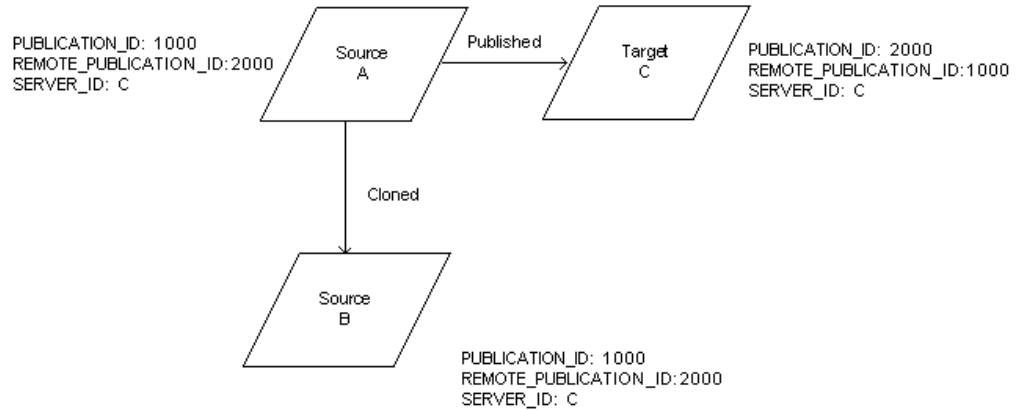 PUBLICATION_ID: 1000
REMOTE_PUBLICATION_ID:2000
SERVER_ID: C
Source
A
Published
Target
C
PUBLICATION_ID: 2000
REMOTE_PUBLICATION_ID:1000
SERVER_ID: C
Cloned
Source
B
PUBLICATION_ID: 1000
REMOTE_PUBLICATION_ID:2000
SERVER_ID: C